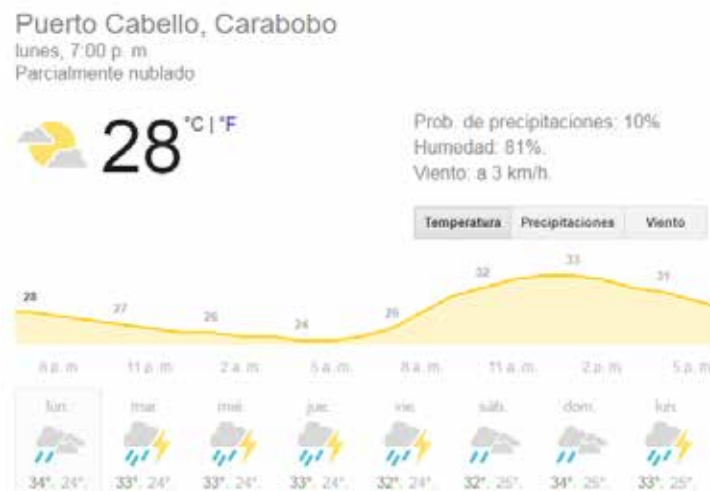 Puerto Cabello, Carabobo
lunes, 7:00 p. m
Parcialmente nublado
28 °C | °F
Prob. de precipitaciones: 10%
Humedad: 81%.
Viento: a 3 km/h.
Temperatura Precipitaciones Viento
28 27 26 24 26 32 33 31
8 p. m. 11 p. m. 2 a. m. 5 a. m. 8 a. m. 11 a. m. 2 p. m. 5 p. m
lun. mar. mié. jue. vie. sáb. dom. lun.
34°. 24°. 33°. 24°. 33°. 24°. 33°. 24°. 32°. 24°. 32°. 25°. 34°. 25°. 33°. 25°.